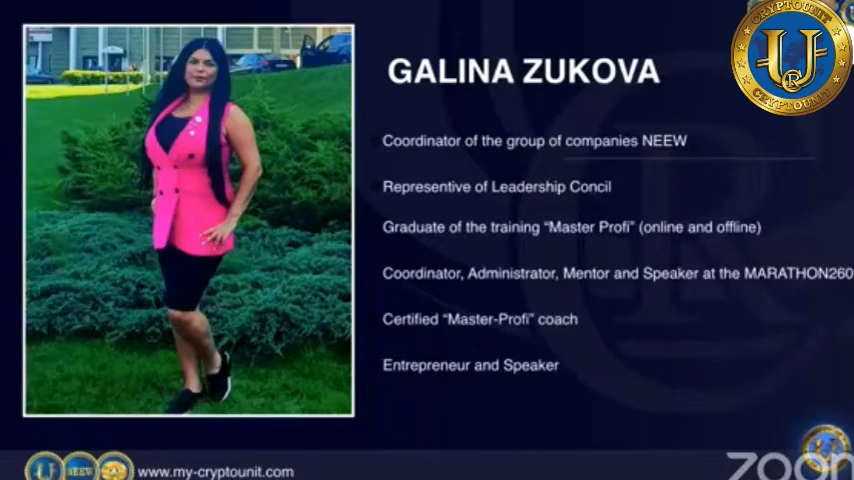 GALINA ZUKOVA
Coordinator of the group of companies NEEW
Representive of Leadership Concil
Graduate of the training “Master Profi” (online and offline)
Coordinator, Administrator, Mentor and Speaker at the MARATHON260
Certified “Master-Profi” coach
Entrepreneur and Speaker
CRYPTOUNIT
CRYPTOUNIT
NEEW
www.my-cryptounit.com
zoom